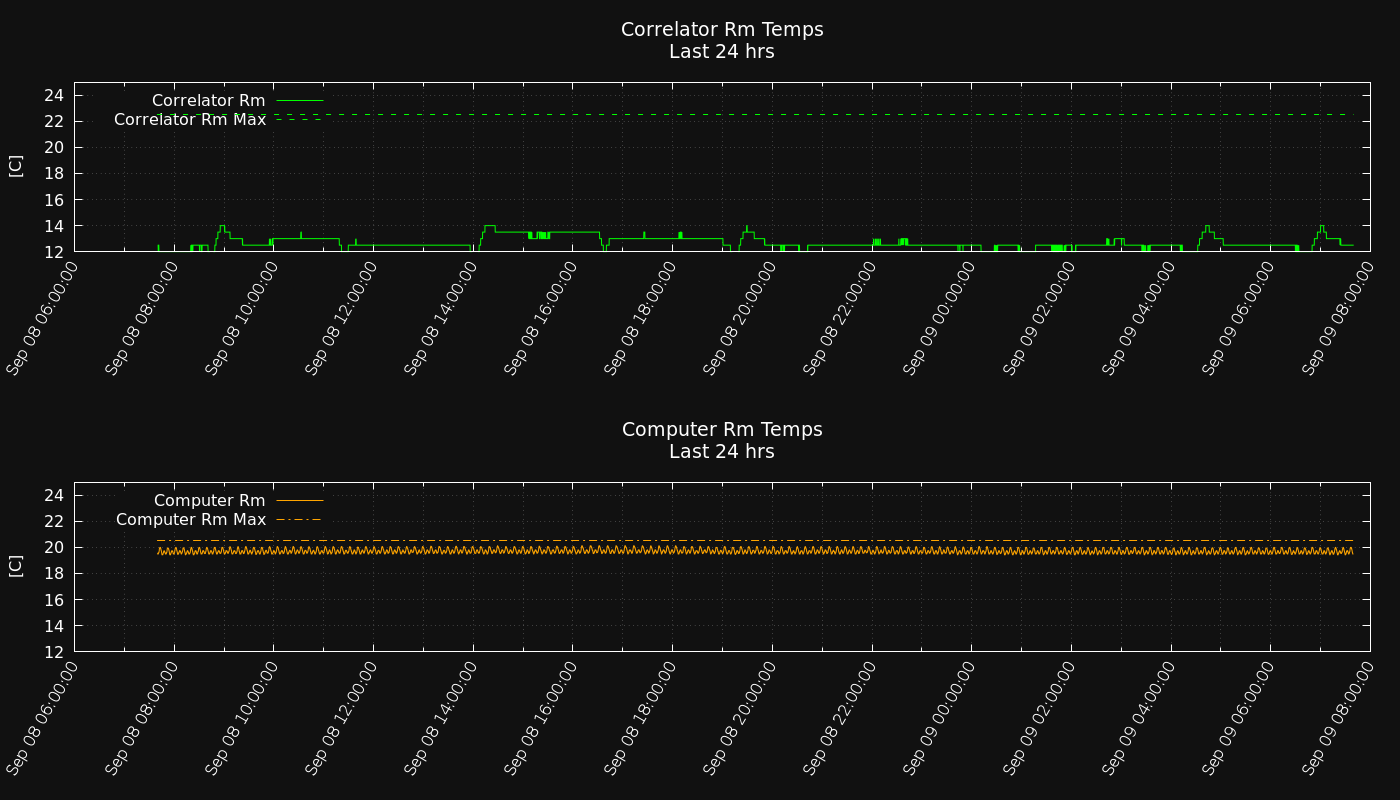 Correlator Rm Temps
Last 24 hrs
Correlator Rm
Correlator Rm Max
[C]
24
22
20
18
16
14
12
Sep 08 06:00:00
Sep 08 08:00:00
Sep 08 10:00:00
Sep 08 12:00:00
Sep 08 14:00:00
Sep 08 16:00:00
Sep 08 18:00:00
Sep 08 20:00:00
Sep 08 22:00:00
Sep 09 00:00:00
Sep 09 02:00:00
Sep 09 04:00:00
Sep 09 06:00:00
Sep 09 08:00:00
Computer Rm Temps
Last 24 hrs
Computer Rm
Computer Rm Max
[C]
24
22
20
18
16
14
12
Sep 08 06:00:00
Sep 08 08:00:00
Sep 08 10:00:00
Sep 08 12:00:00
Sep 08 14:00:00
Sep 08 16:00:00
Sep 08 18:00:00
Sep 08 20:00:00
Sep 08 22:00:00
Sep 09 00:00:00
Sep 09 02:00:00
Sep 09 04:00:00
Sep 09 06:00:00
Sep 09 08:00:00